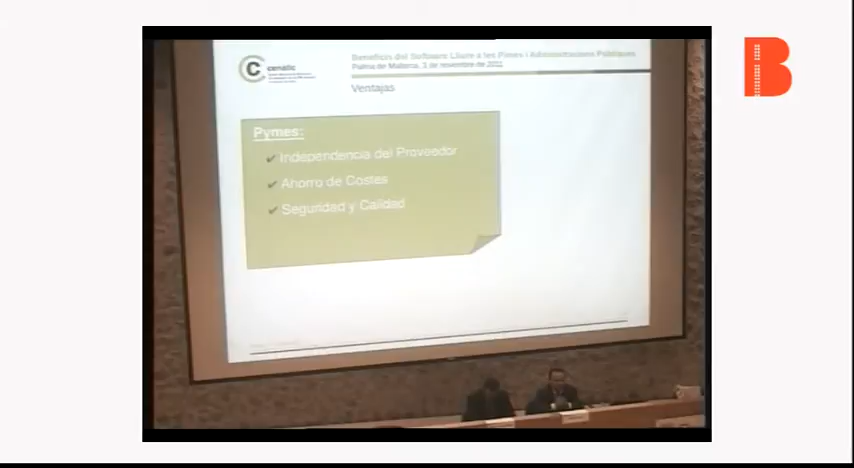 cenatic
Beneficis del Software Lliure a les Pimes i Administracions Públiques
Palma de Mallorca, 3 de novembre de 2011
Ventajas
Pymes:
✔ Independencia del Proveedor
✔ Ahorro de Costes
✔ Seguridad y Calidad
B